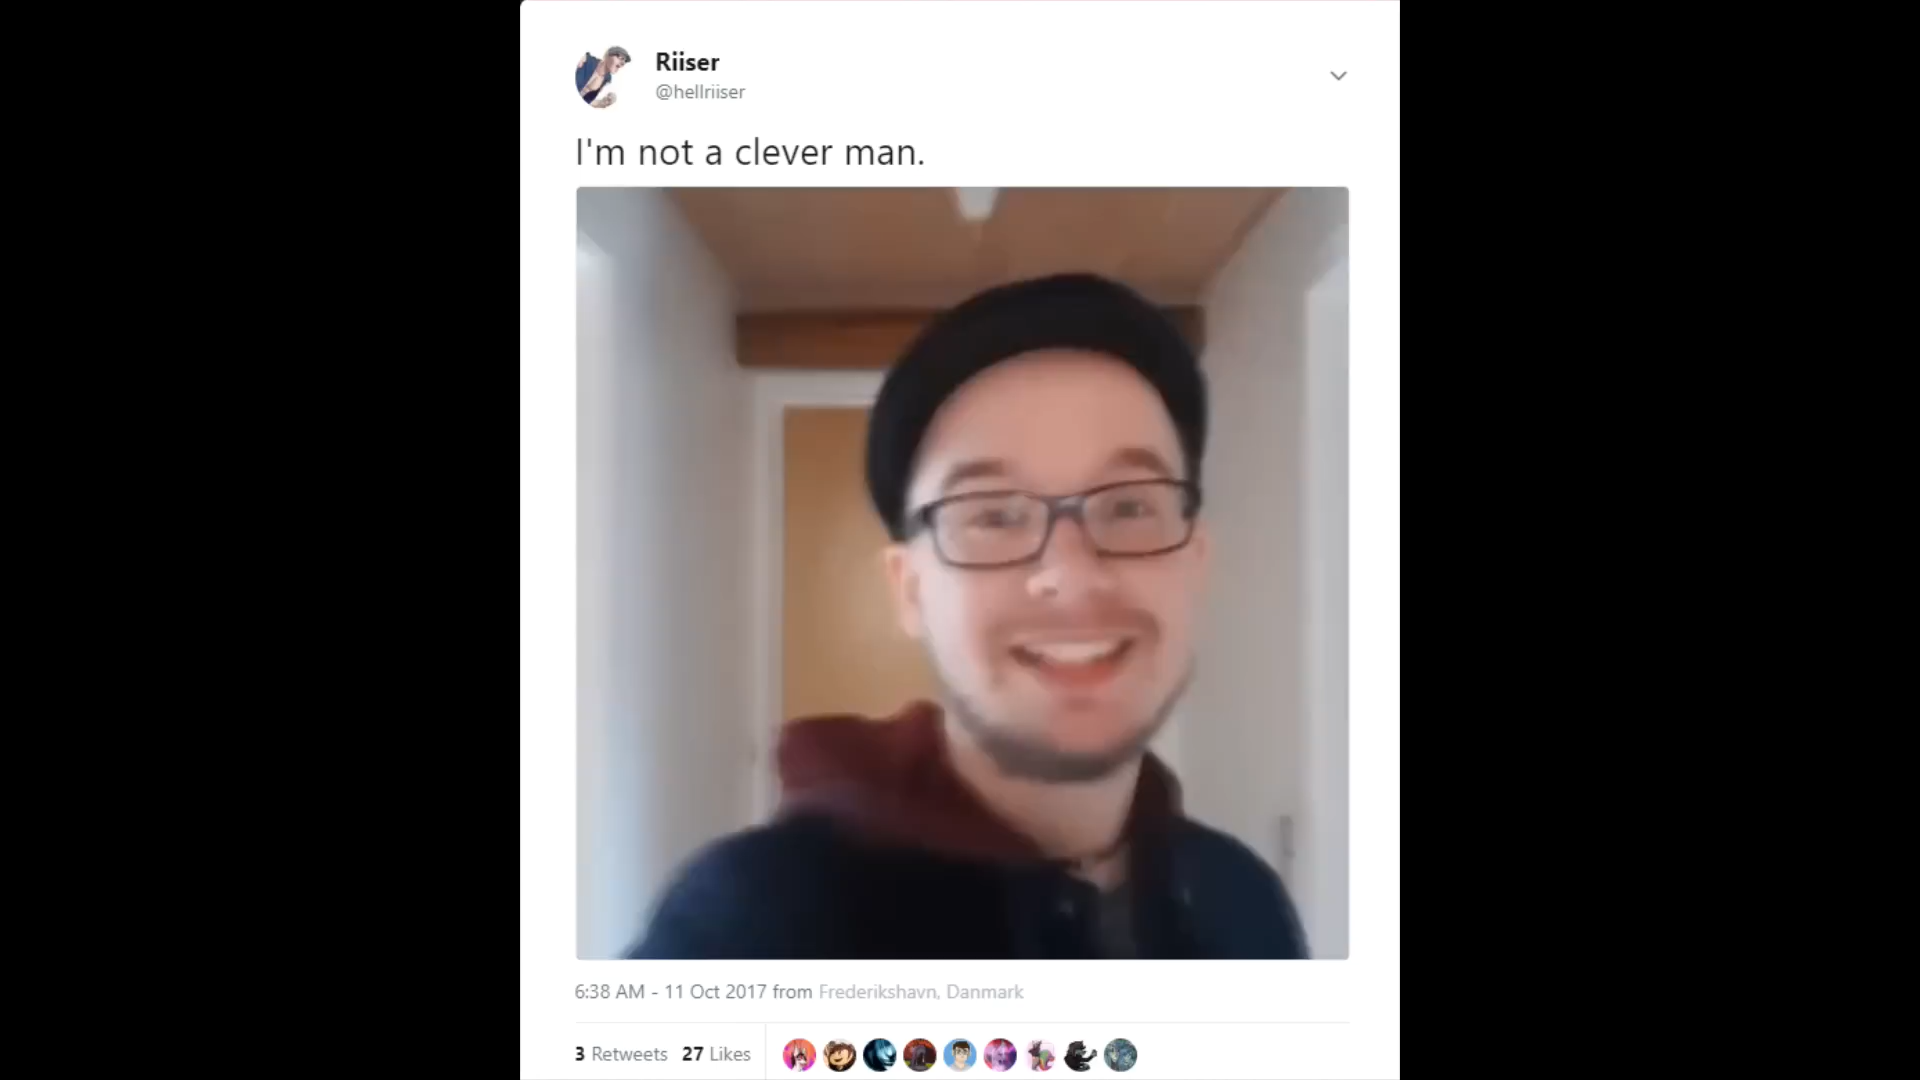 Riiser
@hellriiser
I'm not a clever man.
6:38 AM - 11 Oct 2017 from Frederikshavn, Danmark
3 Retweets 27 Likes